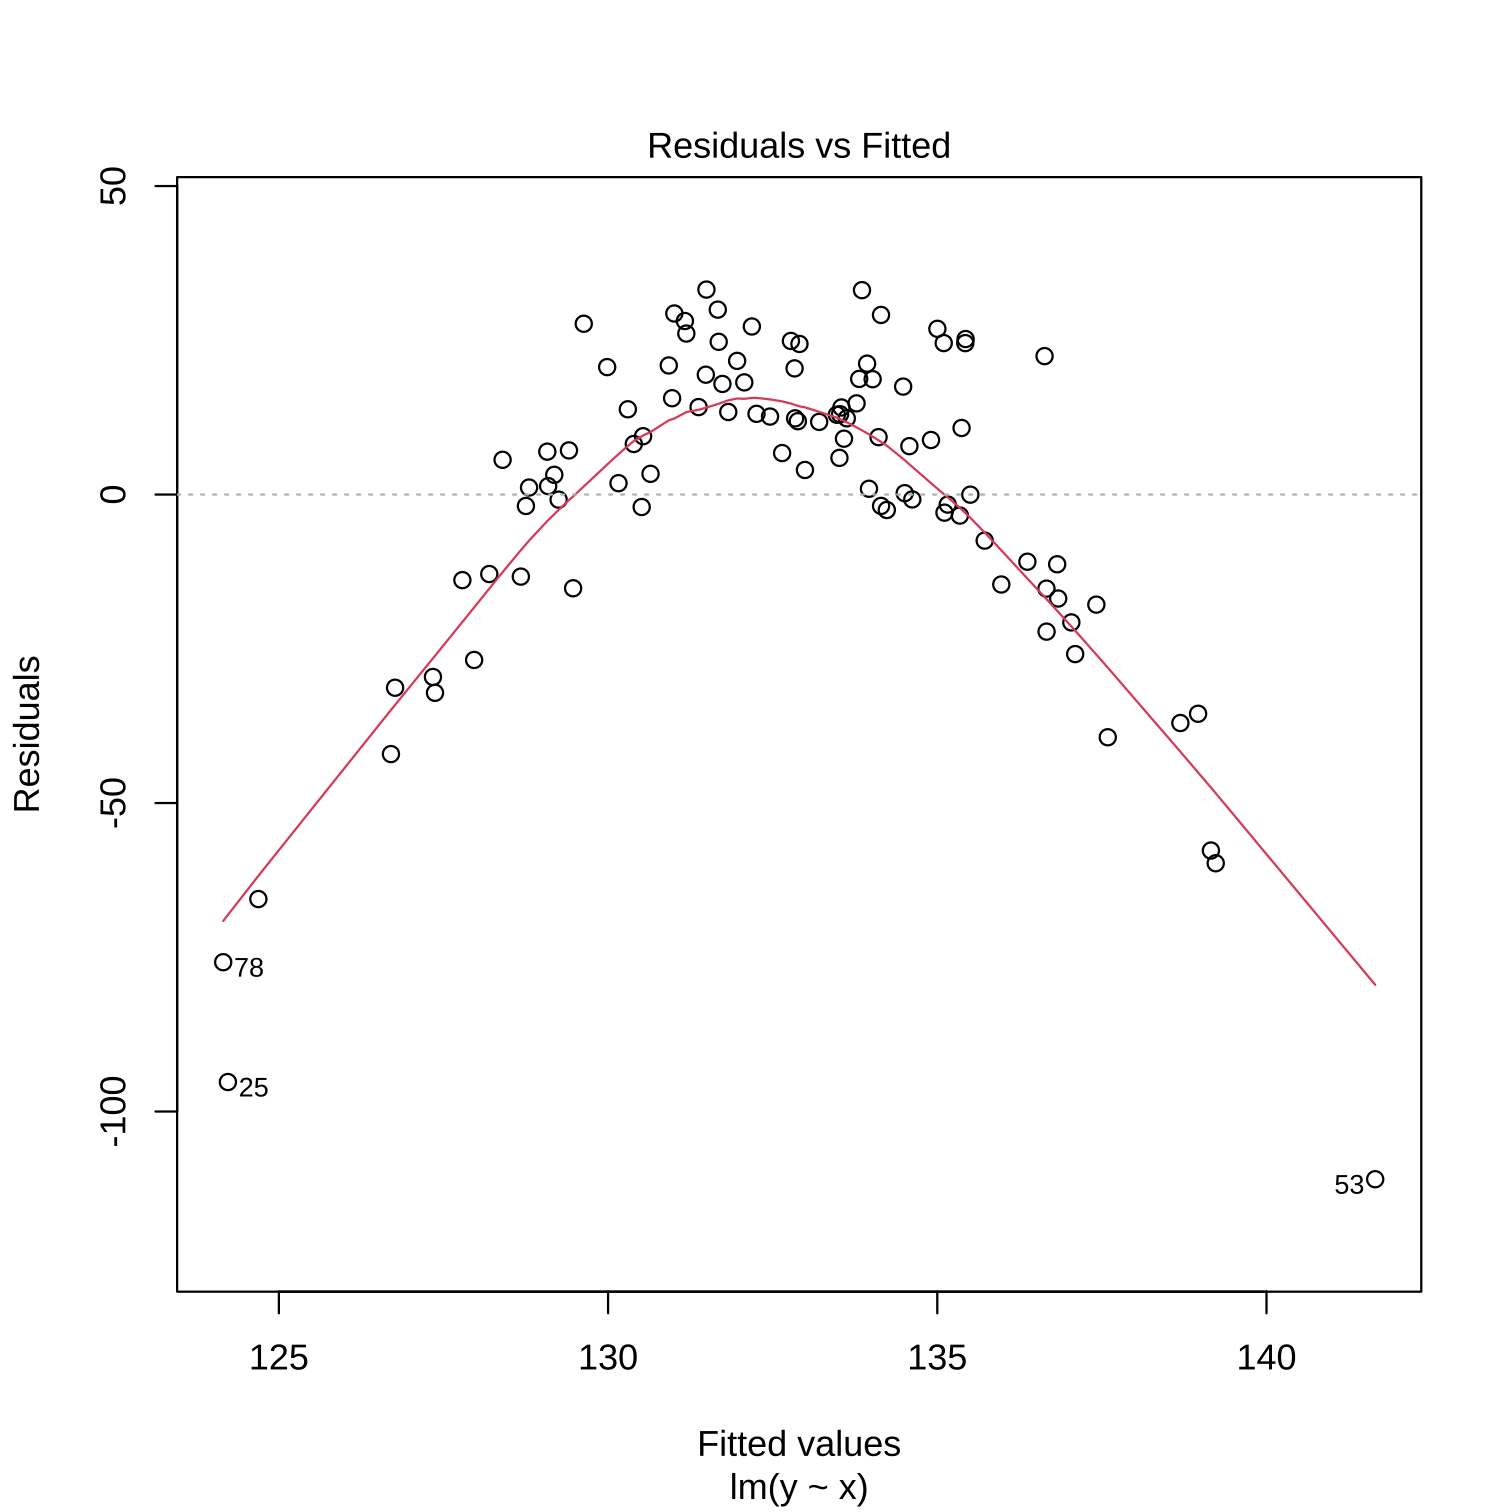 Residuals vs Fitted
50
0
-50
-100
Residuals
78
25
53
125 130 135 140
Fitted values
lm(y ~ x)